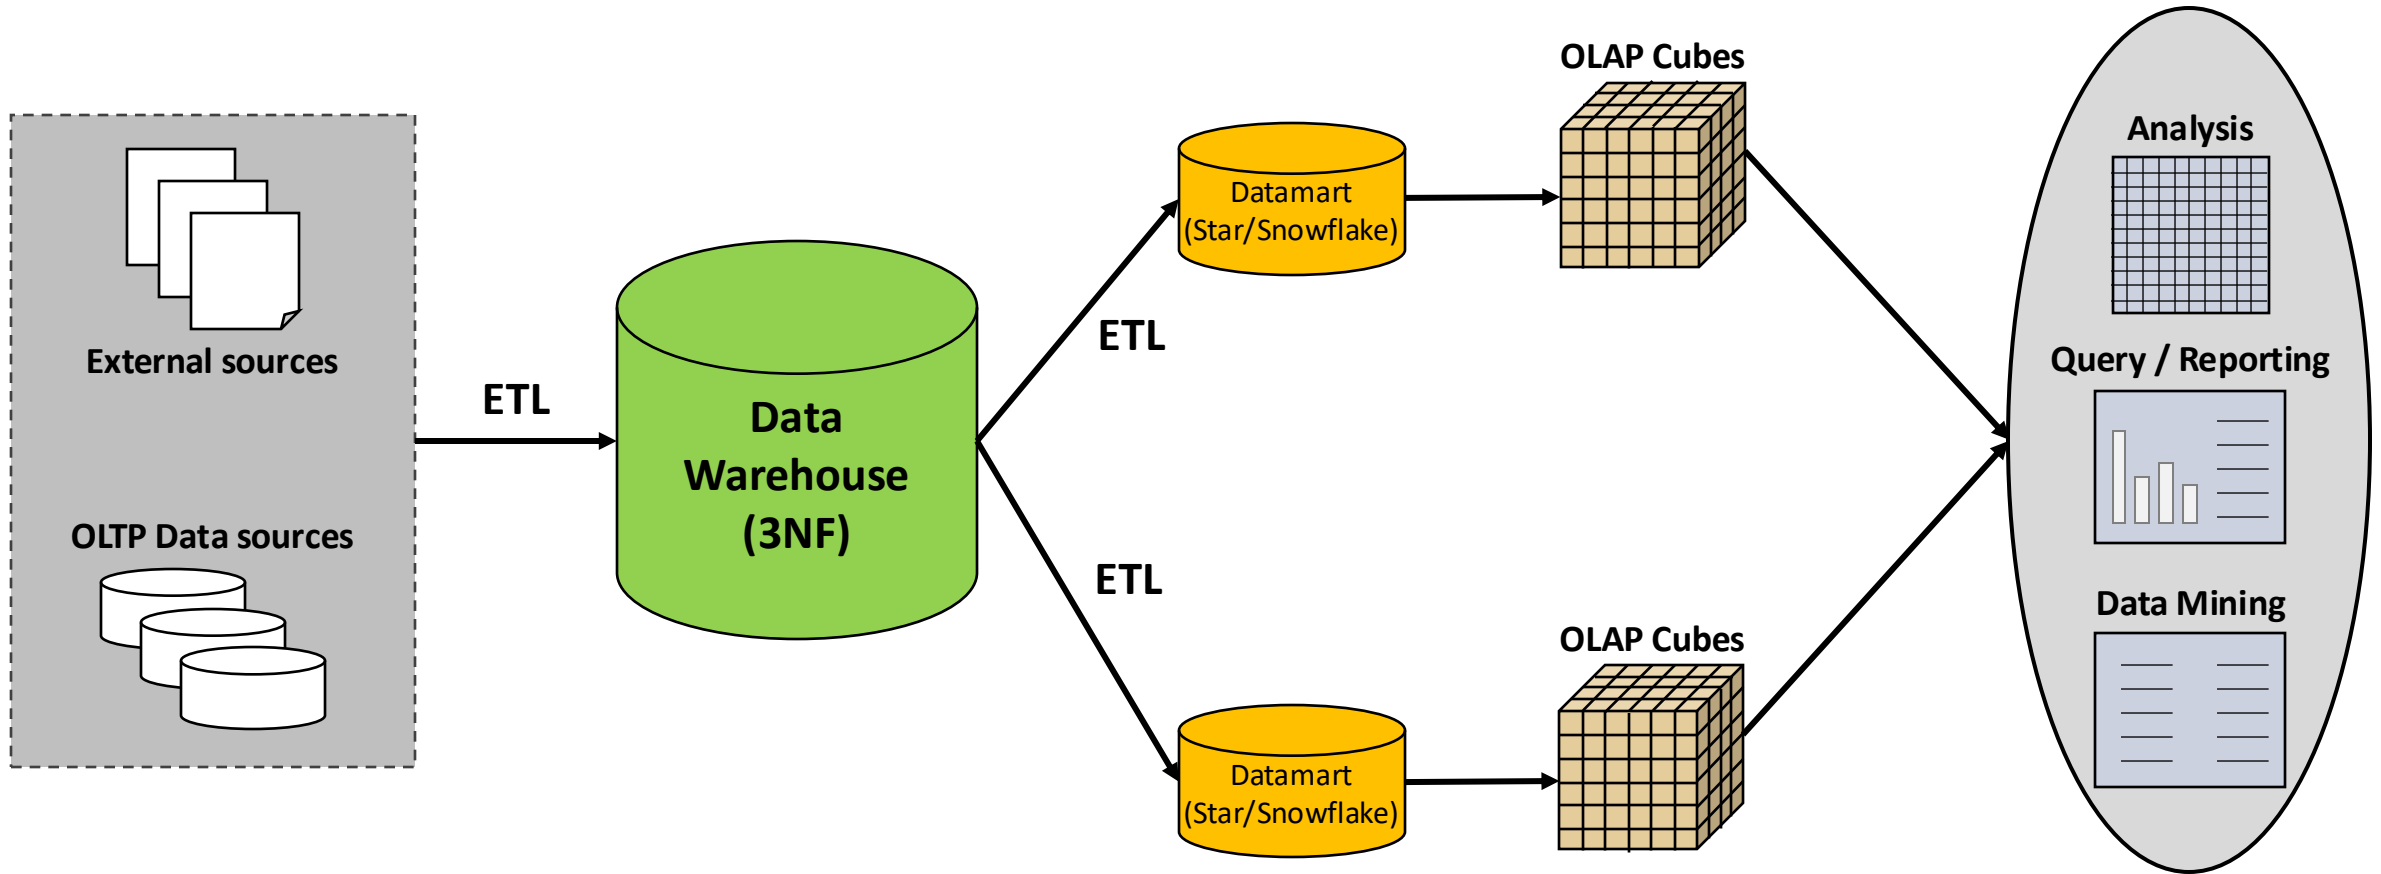 External sources
OLTP Data sources
ETL
Data
Warehouse
(3NF)
ETL
ETL
Datamart
(Star/Snowflake)
OLAP Cubes
Datamart
(Star/Snowflake)
OLAP Cubes
Analysis
Query / Reporting
Data Mining